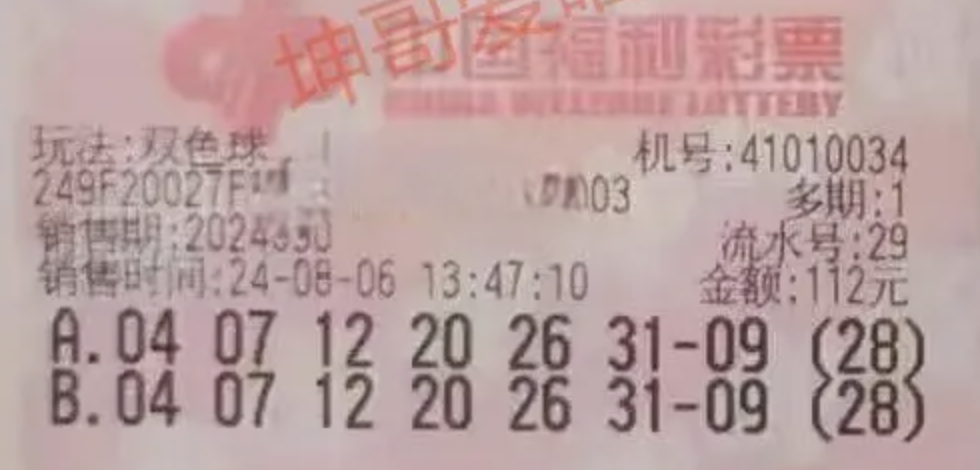 坤哥发
中国福利彩票
CHINA WELFARE LOTTERY
玩法:双色球 机号:41010034
249F20027F 03 多期:1
销售期:2024 流水号:29
销售时间:24-08-06 13:47:10 金额:112元
A.04 07 12 20 26 31-09 (28)
B.04 07 12 20 26 31-09 (28)